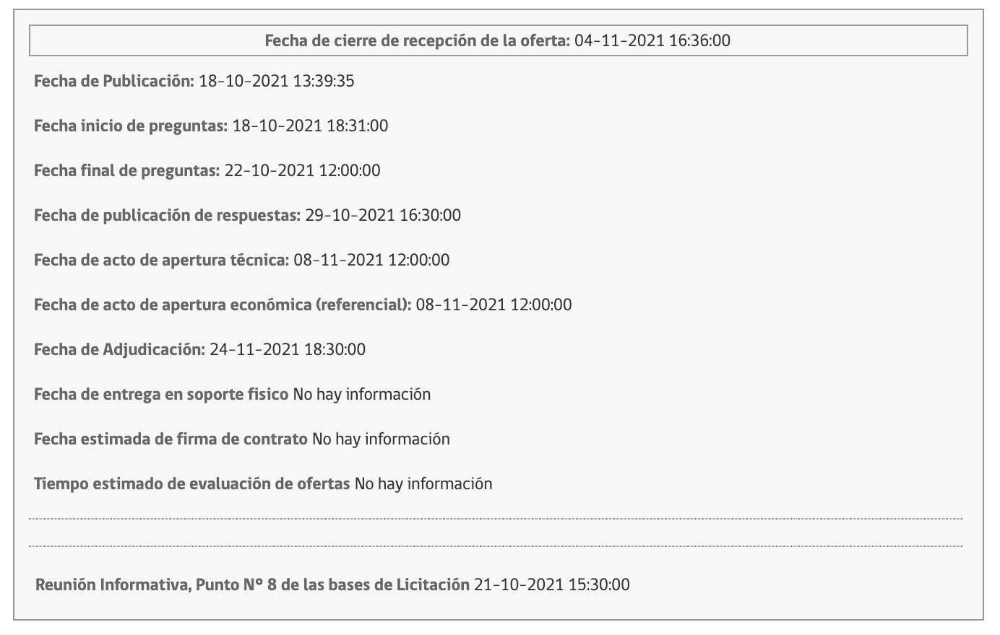 Fecha de cierre de recepción de la oferta: 04-11-2021 16:36:00
Fecha de Publicación: 18-10-2021 13:39:35
Fecha inicio de preguntas: 18-10-2021 18:31:00
Fecha final de preguntas: 22-10-2021 12:00:00
Fecha de publicación de respuestas: 29-10-2021 16:30:00
Fecha de acto de apertura técnica: 08-11-2021 12:00:00
Fecha de acto de apertura económica (referencial): 08-11-2021 12:00:00
Fecha de Adjudicación: 24-11-2021 18:30:00
Fecha de entrega en soporte fisico No hay información
Fecha estimada de firma de contrato No hay información
Tiempo estimado de evaluación de ofertas No hay información
Reunión Informativa, Punto N° 8 de las bases de Licitación 21-10-2021 15:30:00